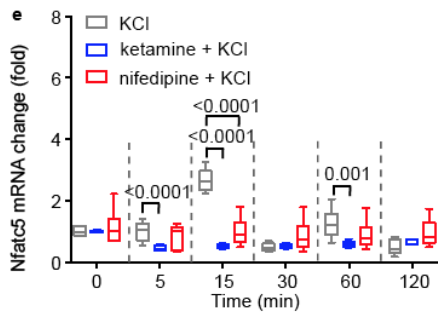 e
Nfatc5 mRNA change (fold)
8
6
4
2
0
KCl
ketamine + KCl
nifedipine + KCl
<0.0001
<0.0001
<0.0001
0.001
0 5 15 30 60 120
Time (min)